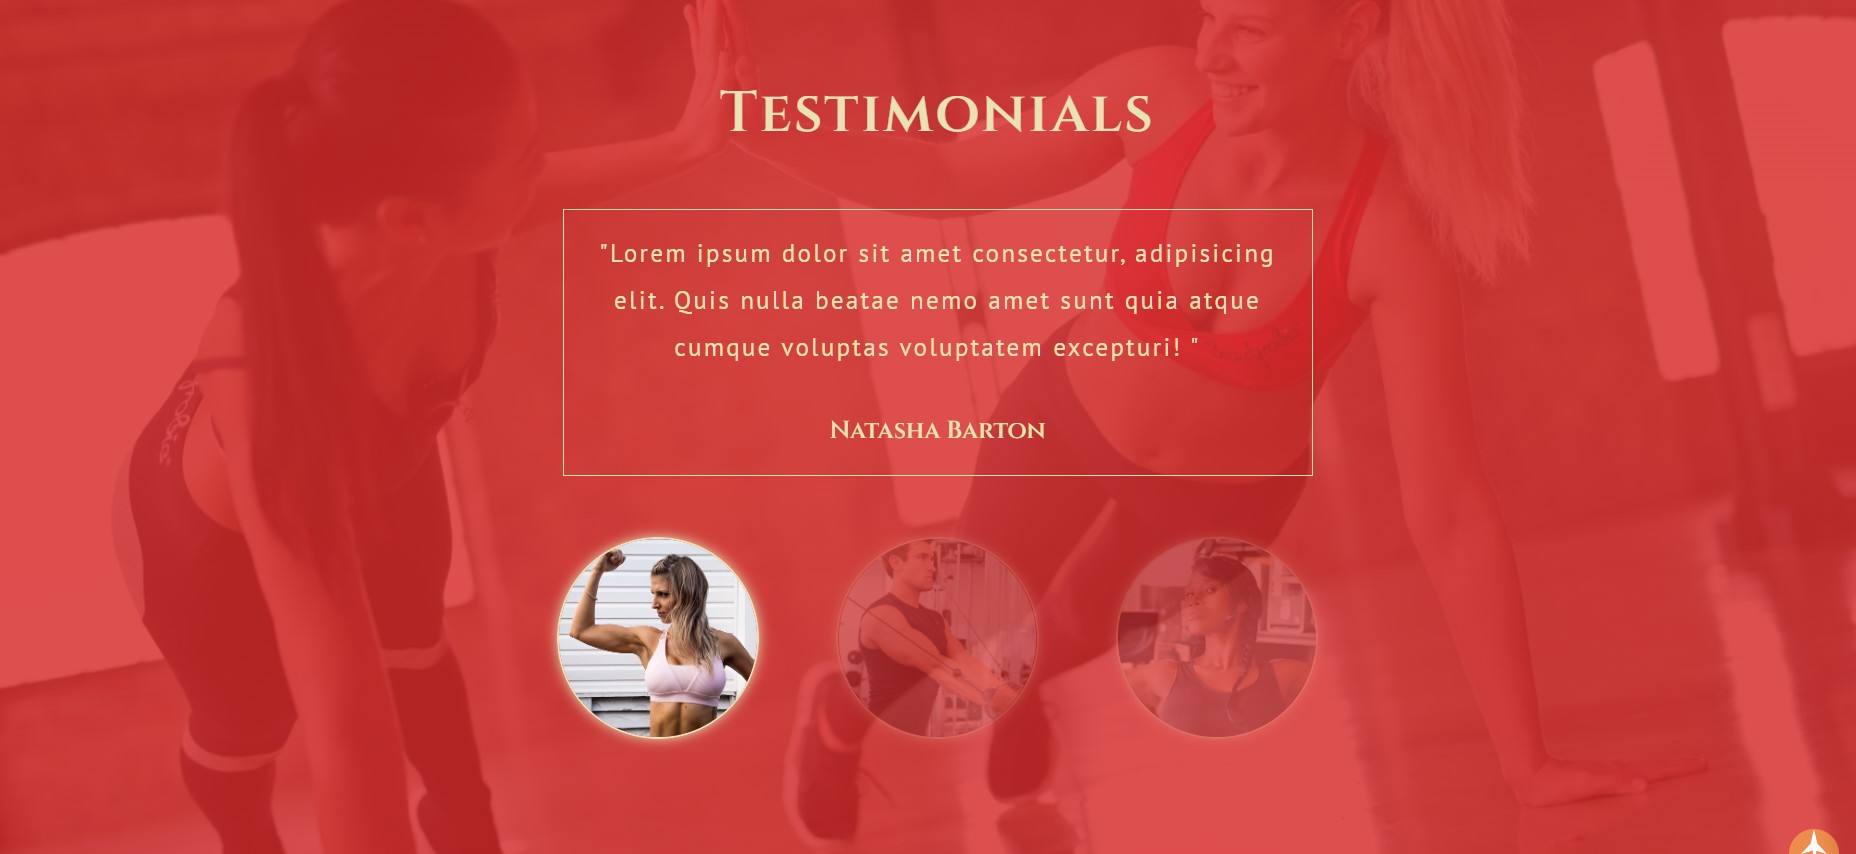 Testimonials
"Lorem ipsum dolor sit amet consectetur, adipisicing
elit. Quis nulla beatae nemo amet sunt quia atque
cumque voluptas voluptatem excepturi! "
Natasha Barton